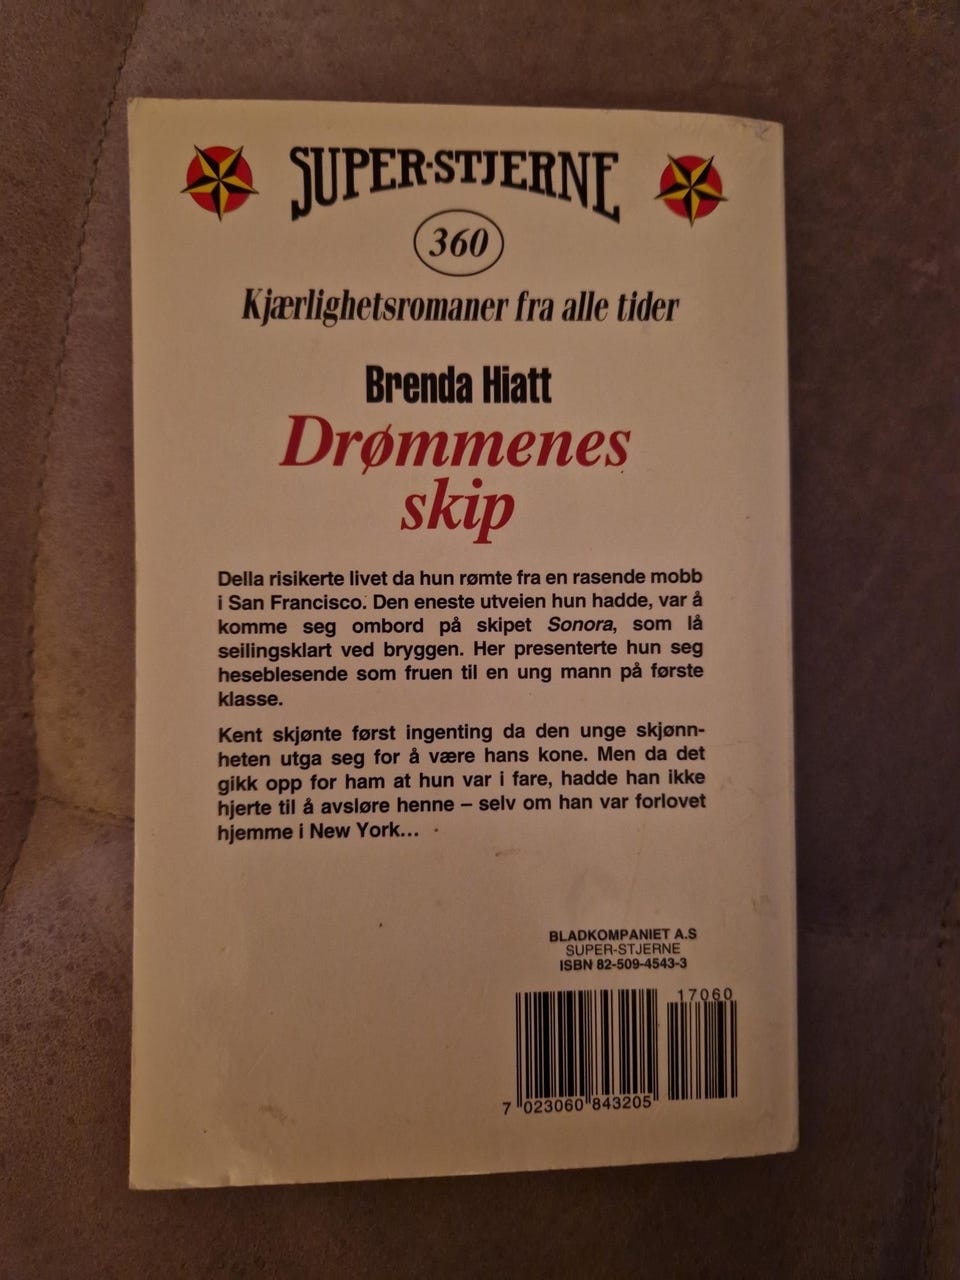 SUPER-STJERNE
360
Kjærlighetsromaner fra alle tider
Brenda Hiatt
Drømmenes
skip
Della risikerte livet da hun rømte fra en rasende mobb
i San Francisco. Den eneste utveien hun hadde, var å
komme seg ombord på skipet Sonora, som lå
seilingsklart ved bryggen. Her presenterte hun seg
heseblesende som fruen til en ung mann på første
klasse.
Kent skjønte først ingenting da den unge skjønn-
heten utga seg for å være hans kone. Men da det
gikk opp for ham at hun var i fare, hadde han ikke
hjerte til å avsløre henne – selv om han var forlovet
hjemme i New York...
BLADKOMPANIET A.S
SUPER-STJERNE
ISBN 82-509-4543-3
17060
7 023060 843205